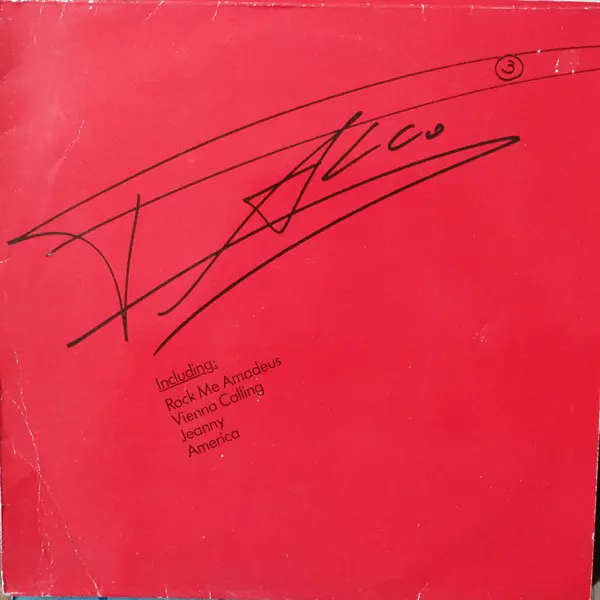 3
Falco
Including:
Rock Me Amadeus
Vienna Calling
Jeanny
America